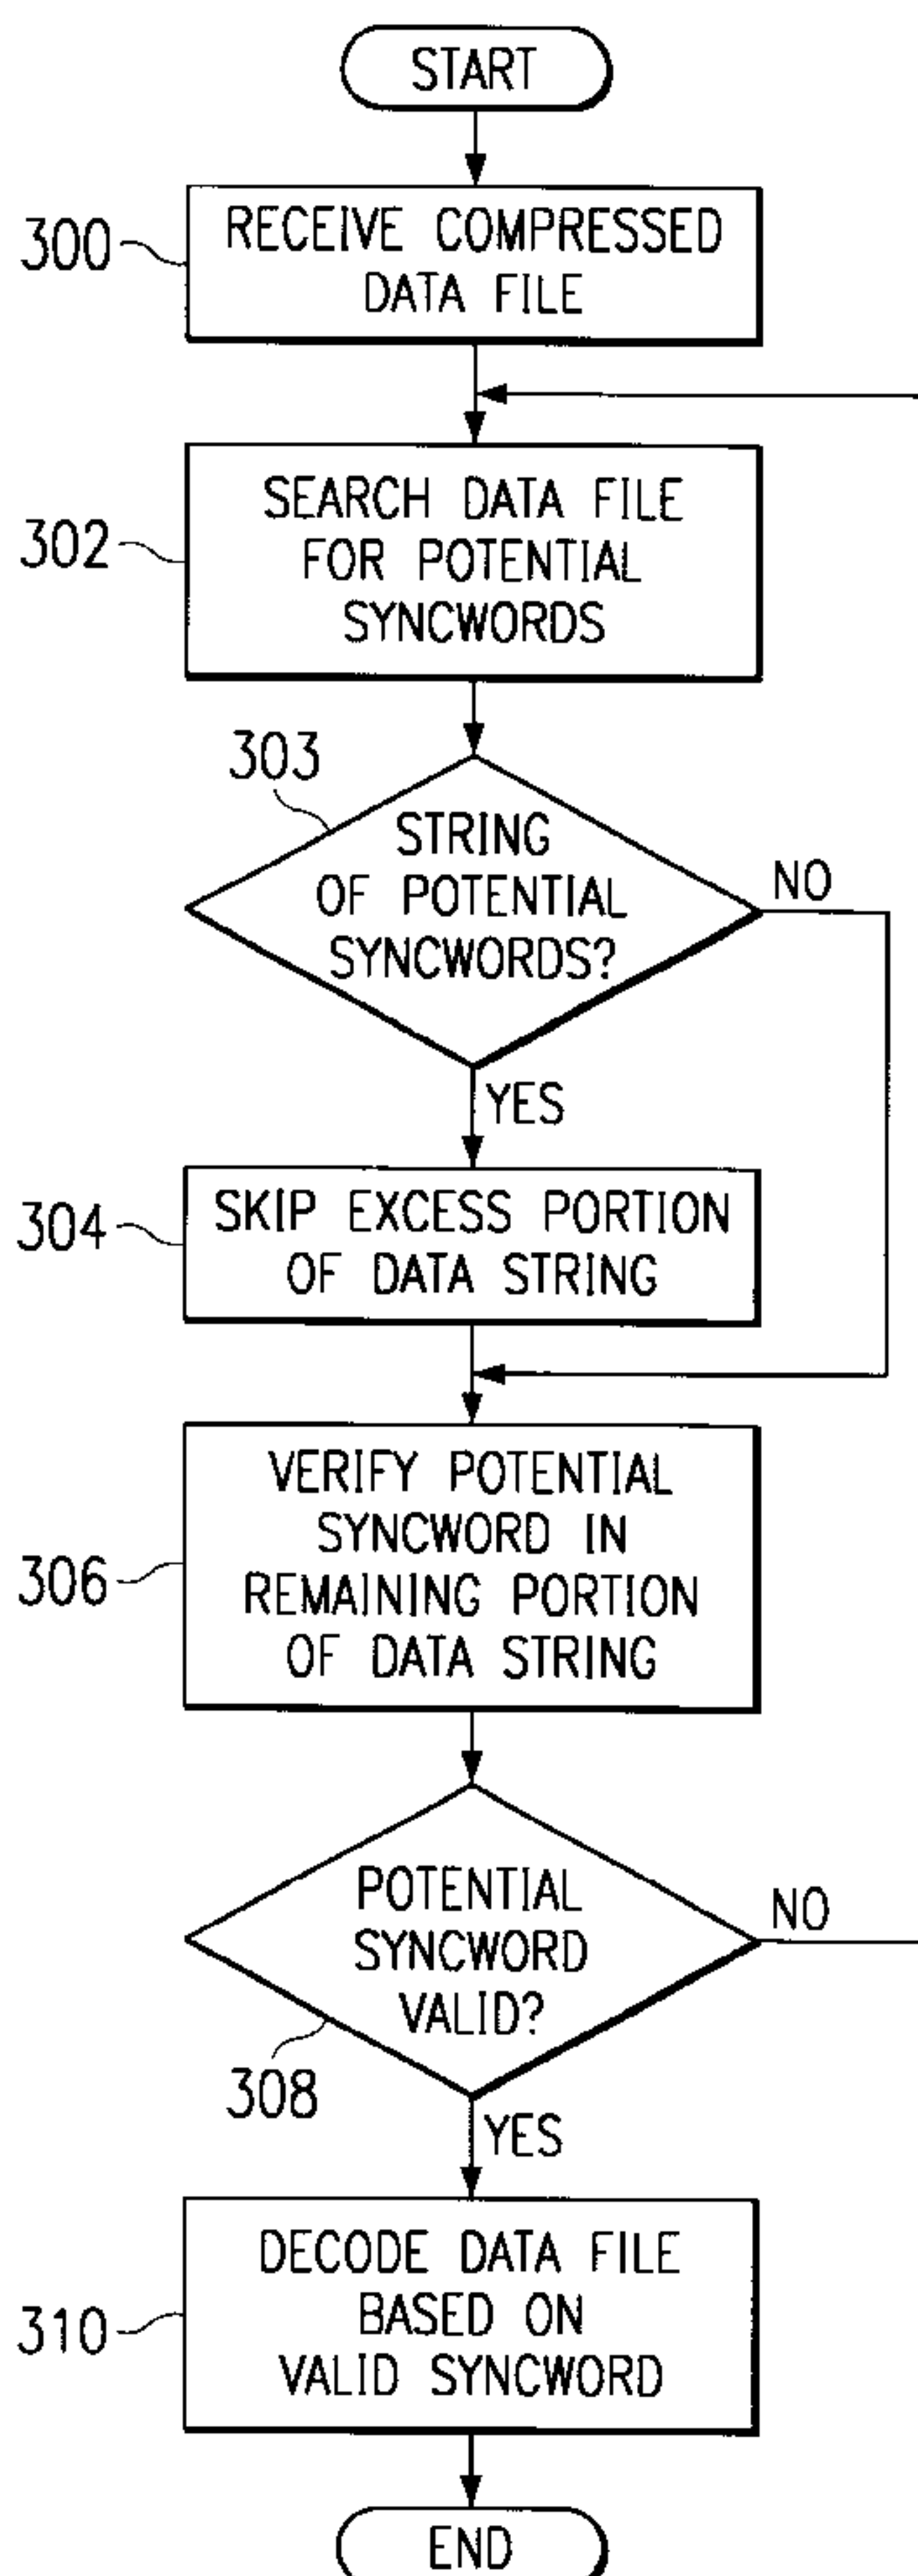 START
300
RECEIVE COMPRESSED
DATA FILE
302
SEARCH DATA FILE
FOR POTENTIAL
SYNCWORDS
303
STRING
OF POTENTIAL
SYNCWORDS?
NO
YES
304
SKIP EXCESS PORTION
OF DATA STRING
306
VERIFY POTENTIAL
SYNCWORD IN
REMAINING PORTION
OF DATA STRING
POTENTIAL
SYNCWORD
VALID?
NO
308
YES
310
DECODE DATA FILE
BASED ON
VALID SYNCWORD
END